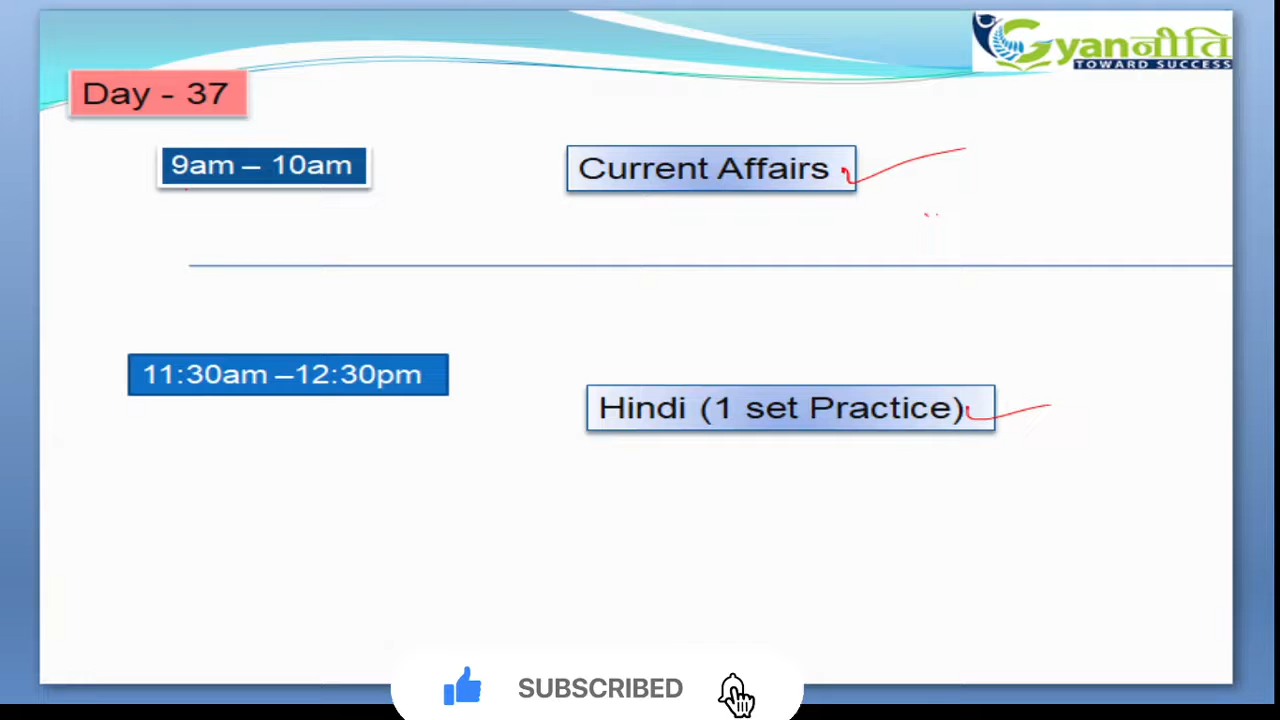 Gyanनीति
TOWARD SUCCESS
Day - 37
9am – 10am
Current Affairs
11:30am –12:30pm
Hindi (1 set Practice)
SUBSCRIBED